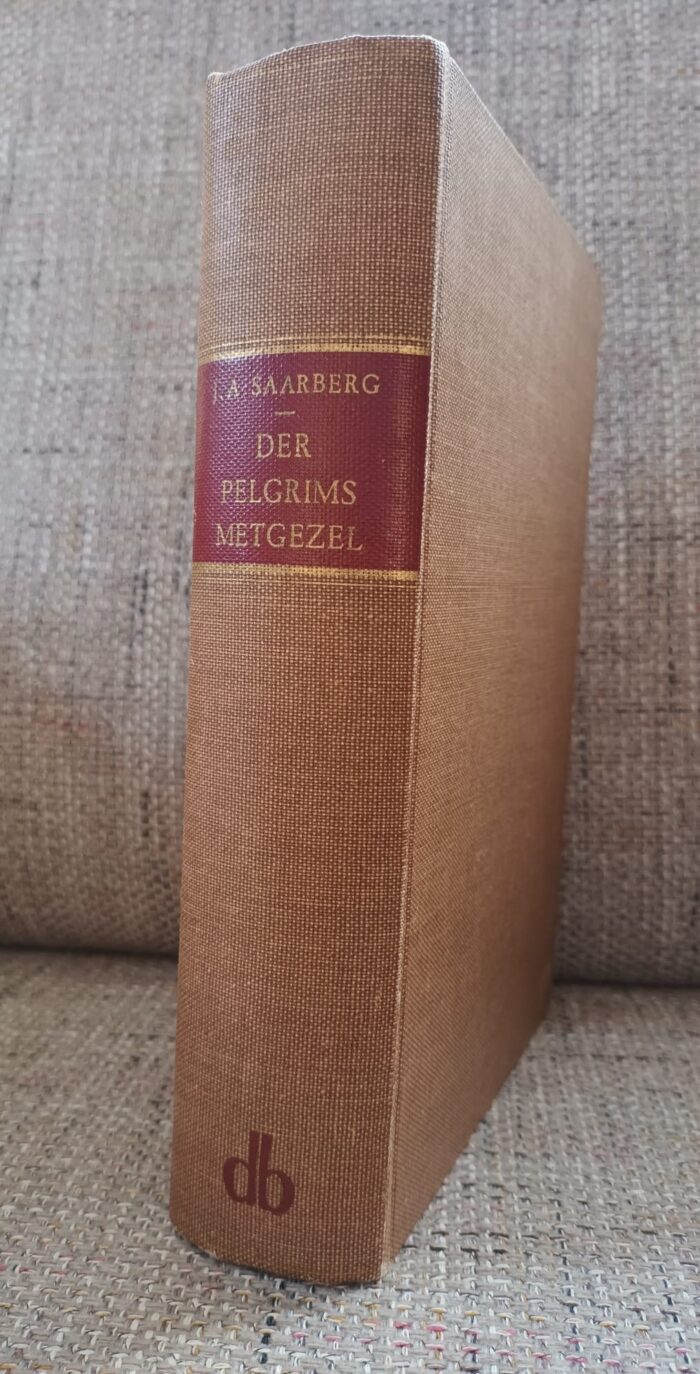 J. A. SAARBERG
DER
PELGRIMS
METGEZEL
db